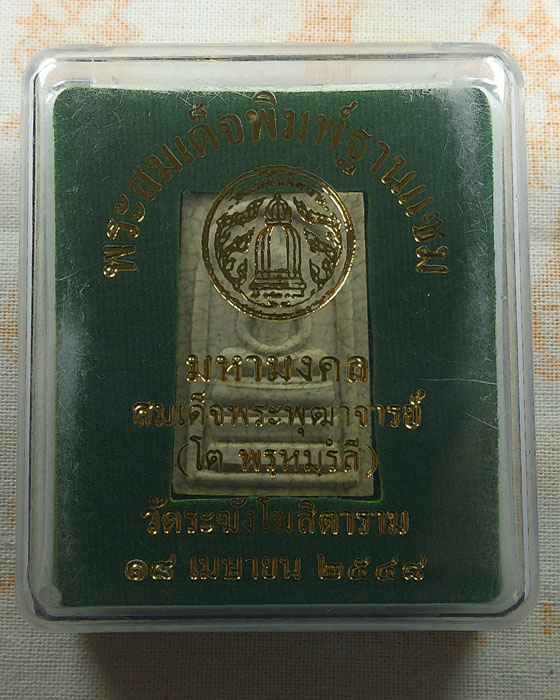 พระสมเด็จพิมพ์ฐานแซม
มหามงคล
สมเด็จพระพุฒาจารย์
(โต พฺรหฺมรํสี)
วัดระฆังโฆสิตาราม
๑๘ เมษายน ๒๕๔๘